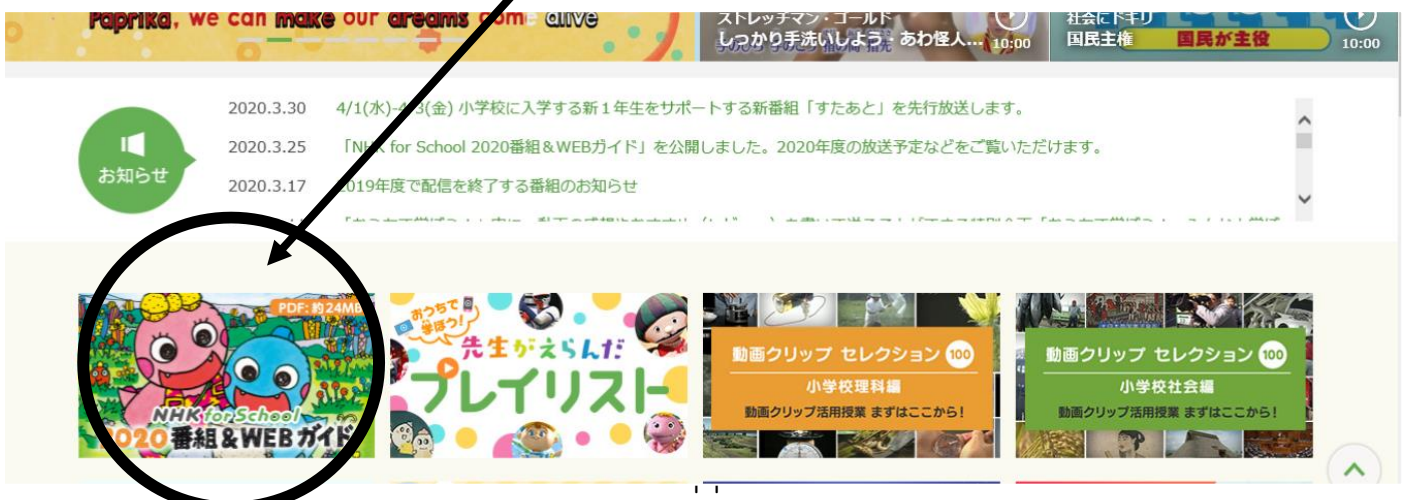 Paprika, we can make our dreams come alive
ストレッチマン・ゴールド
しっかり手洗いしよう・あわ怪人...
10:00
社会にドキリ
国民主権
国民が主役
10:00
お知らせ
2020.3.30 4/1(水)-4/3(金) 小学校に入学する新1年生をサポートする新番組「すたあと」を先行放送します。
2020.3.25 「NHK for School 2020番組&WEBガイド」を公開しました。2020年度の放送予定などをご覧いただけます。
2020.3.17 2019年度で配信を終了する番組のお知らせ
PDF:約24MB
NHK for School
2020 番組&WEBガイド
おうちで
学ぼう!
先生がえらんだ
プレイリスト
動画クリップ セレクション 100
小学校理科編
動画クリップ活用授業 まずはここから!
動画クリップ セレクション 100
小学校社会編
動画クリップ活用授業 まずはここから!